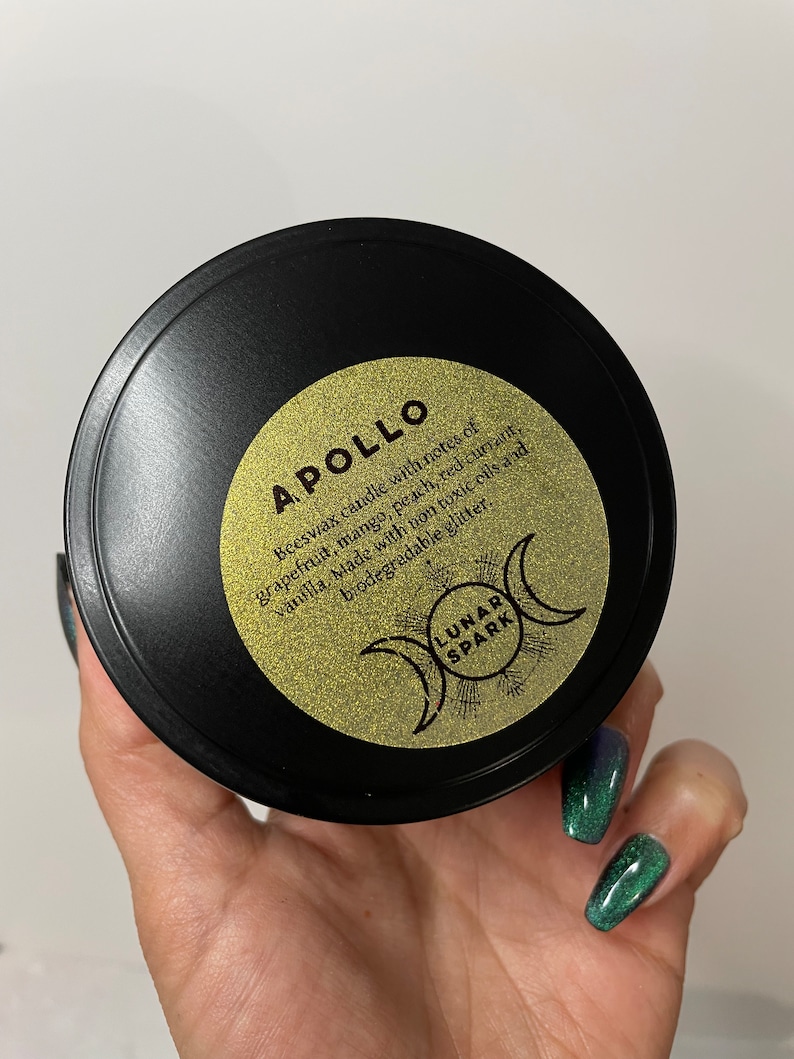 APOLLO
Beeswax candle with notes of
grapefruit, mango, peach, red currant,
vanilla. Made with non toxic oils and
biodegradable glitter.
LUNAR
SPARK